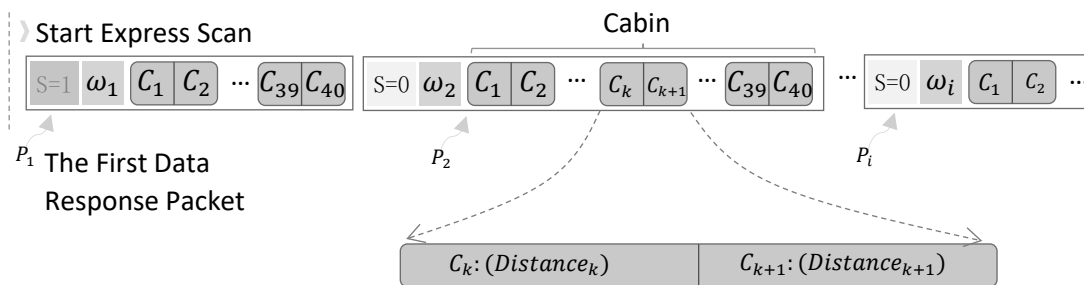 Start Express Scan
Cabin
S=1 ω₁ C₁ C₂ ... C₃₉ C₄₀ S=0 ω₂ C₁ C₂ ... Cₖ Cₖ₊₁ ... C₃₉ C₄₀ ... S=0 ωᵢ C₁ C₂ ...
P₁ P₂ Pᵢ
The First Data
Response Packet
Cₖ: (Distanceₖ) Cₖ₊₁: (Distanceₖ₊₁)